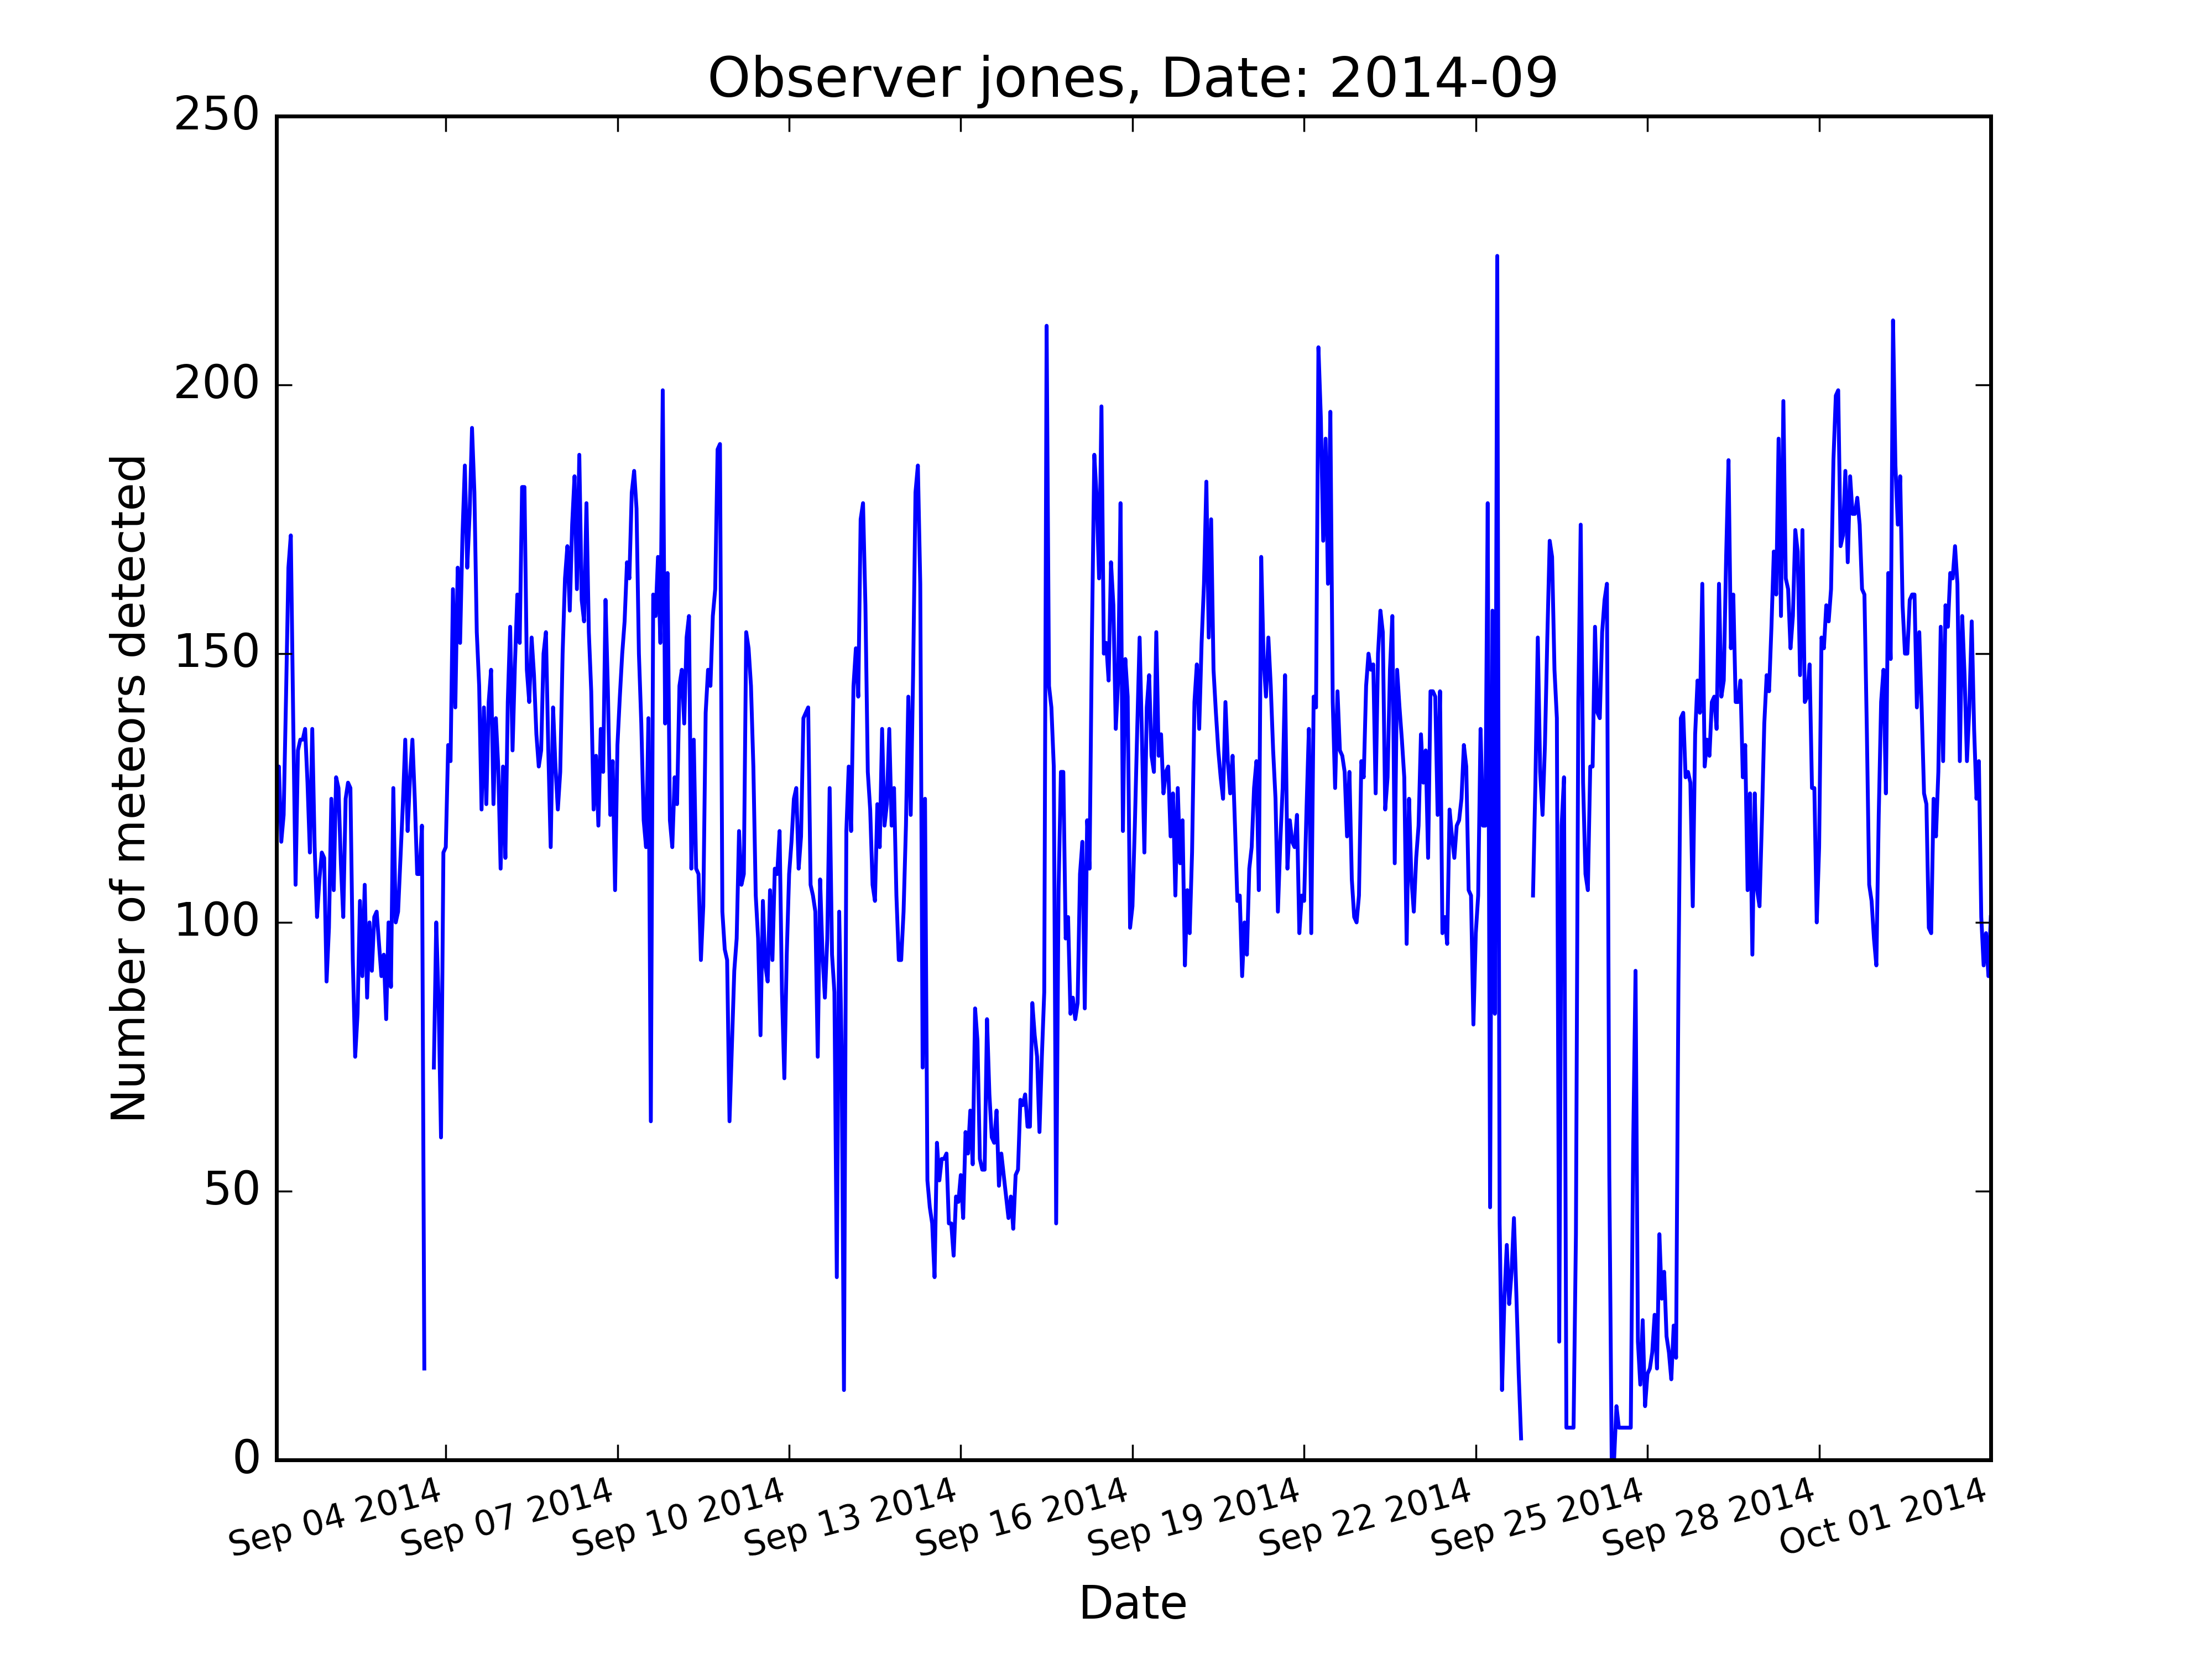 Observer jones, Date: 2014-09
Number of meteors detected
250
200
150
100
50
0
Sep 04 2014
Sep 07 2014
Sep 10 2014
Sep 13 2014
Sep 16 2014
Sep 19 2014
Sep 22 2014
Sep 25 2014
Sep 28 2014
Oct 01 2014
Date